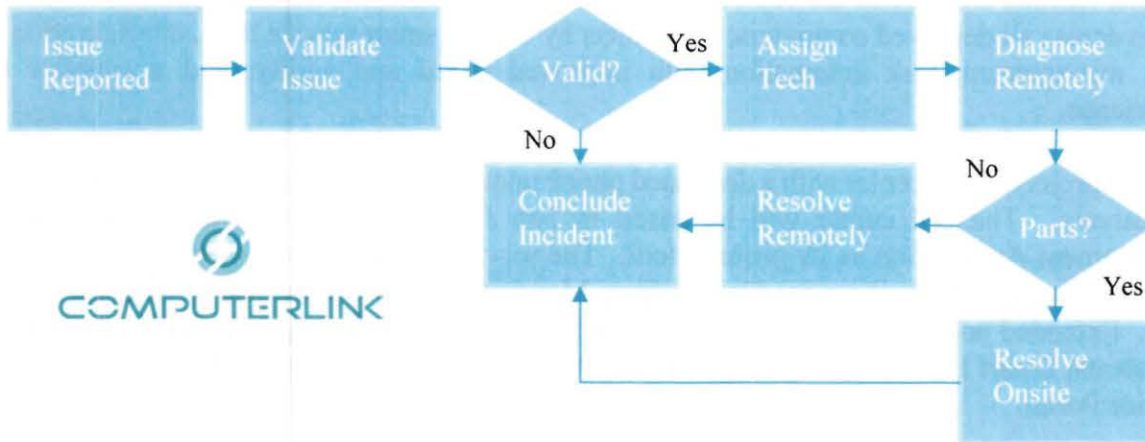 Issue
Reported
Validate
Issue
Valid?
Yes
Assign
Tech
Diagnose
Remotely
No
Conclude
Incident
Resolve
Remotely
No
Parts?
Yes
Resolve
Onsite
COMPUTERLINK